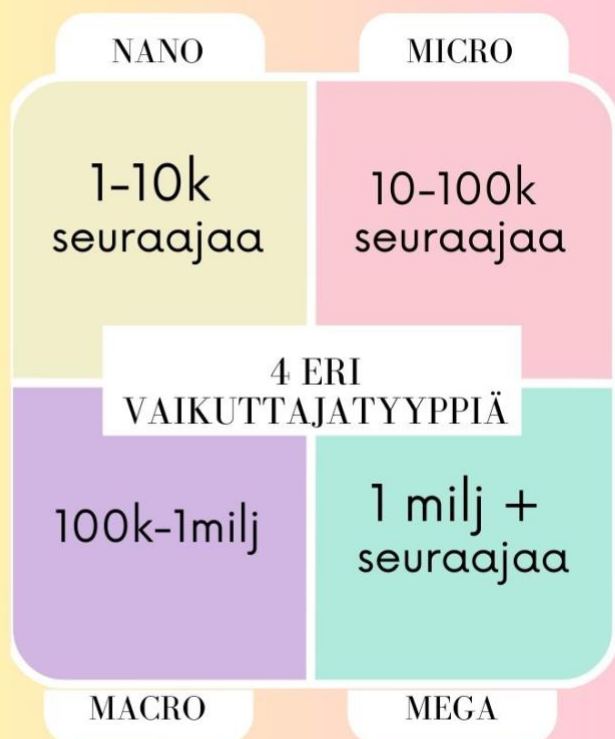 NANO
MICRO
1-10k
seuraajaa
10-100k
seuraajaa
4 ERI
VAIKUTTAJATYYPPIÄ
100k-1milj
1 milj +
seuraajaa
MACRO
MEGA